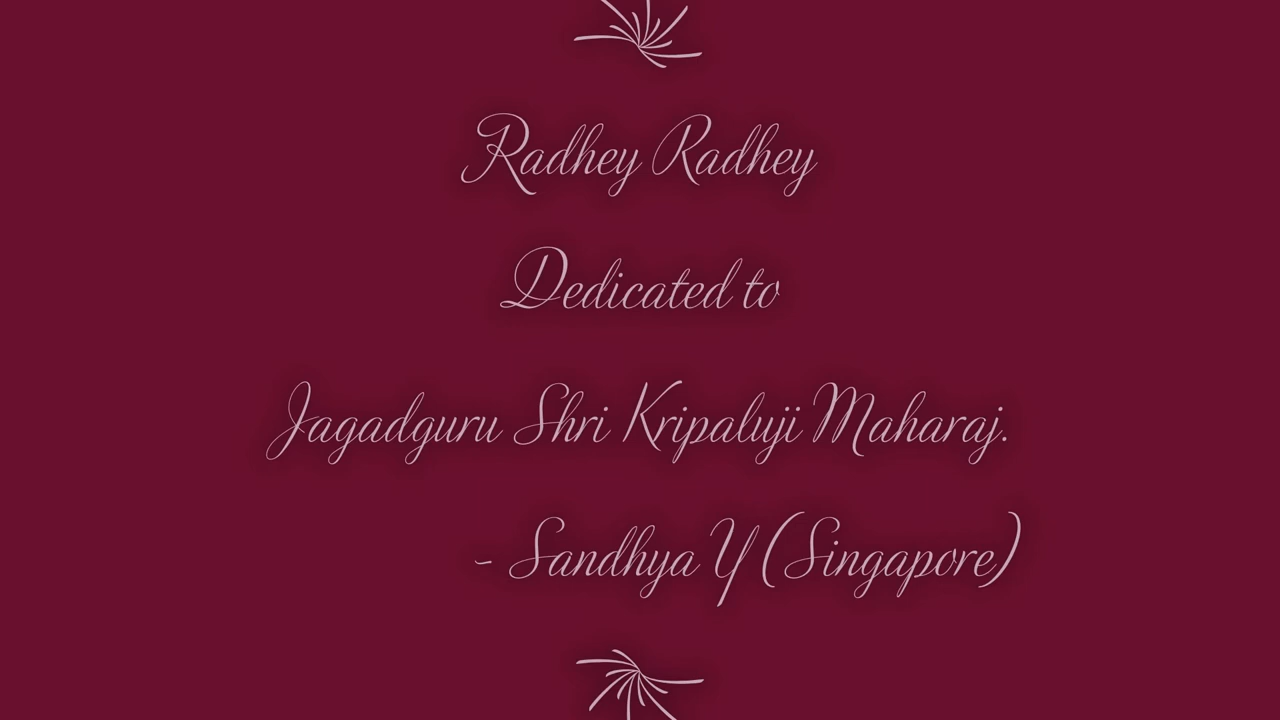 Radhey Radhey
Dedicated to
Jagadguru Shri Kripaluji Maharaj.
- Sandhya Y (Singapore)